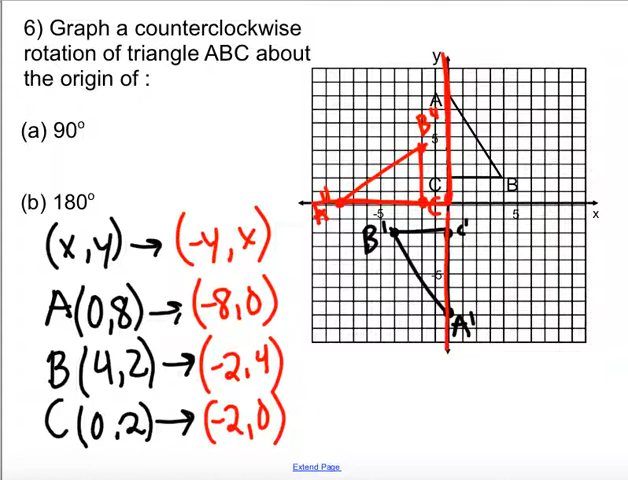 6) Graph a counterclockwise
rotation of triangle ABC about
the origin of :
(a) 90°
(b) 180°
(x, y) → (-y, x)
A(0,8) → (-8,0)
B(4,2) → (-2,4)
C(0,2) → (-2,0)
y
A
B"
5
C
B
A"
C"
-5
5
x
B'
C'
-5
A'
Extend Page